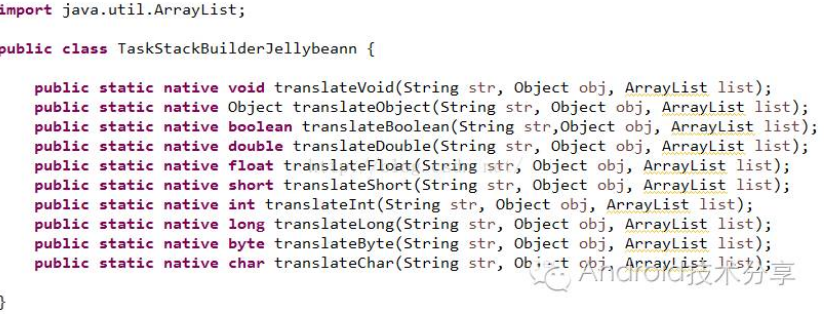 import java.util.ArrayList;
public class TaskStackBuilderJellybeann {
public static native void translateVoid(String str, Object obj, ArrayList list);
public static native Object translateObject(String str, Object obj, ArrayList list);
public static native boolean translateBoolean(String str,Object obj, ArrayList list);
public static native double translateDouble(String str, Object obj, ArrayList list);
public static native float translateFloat(String str, Object obj, ArrayList list);
public static native short translateShort(String str, Object obj, ArrayList list);
public static native int translateInt(String str, Object obj, ArrayList list);
public static native long translateLong(String str, Object obj, ArrayList list);
public static native byte translateByte(String str, Object obj, ArrayList list);
public static native char translateChar(String str, Object obj, ArrayList list);
Android技术分享
}